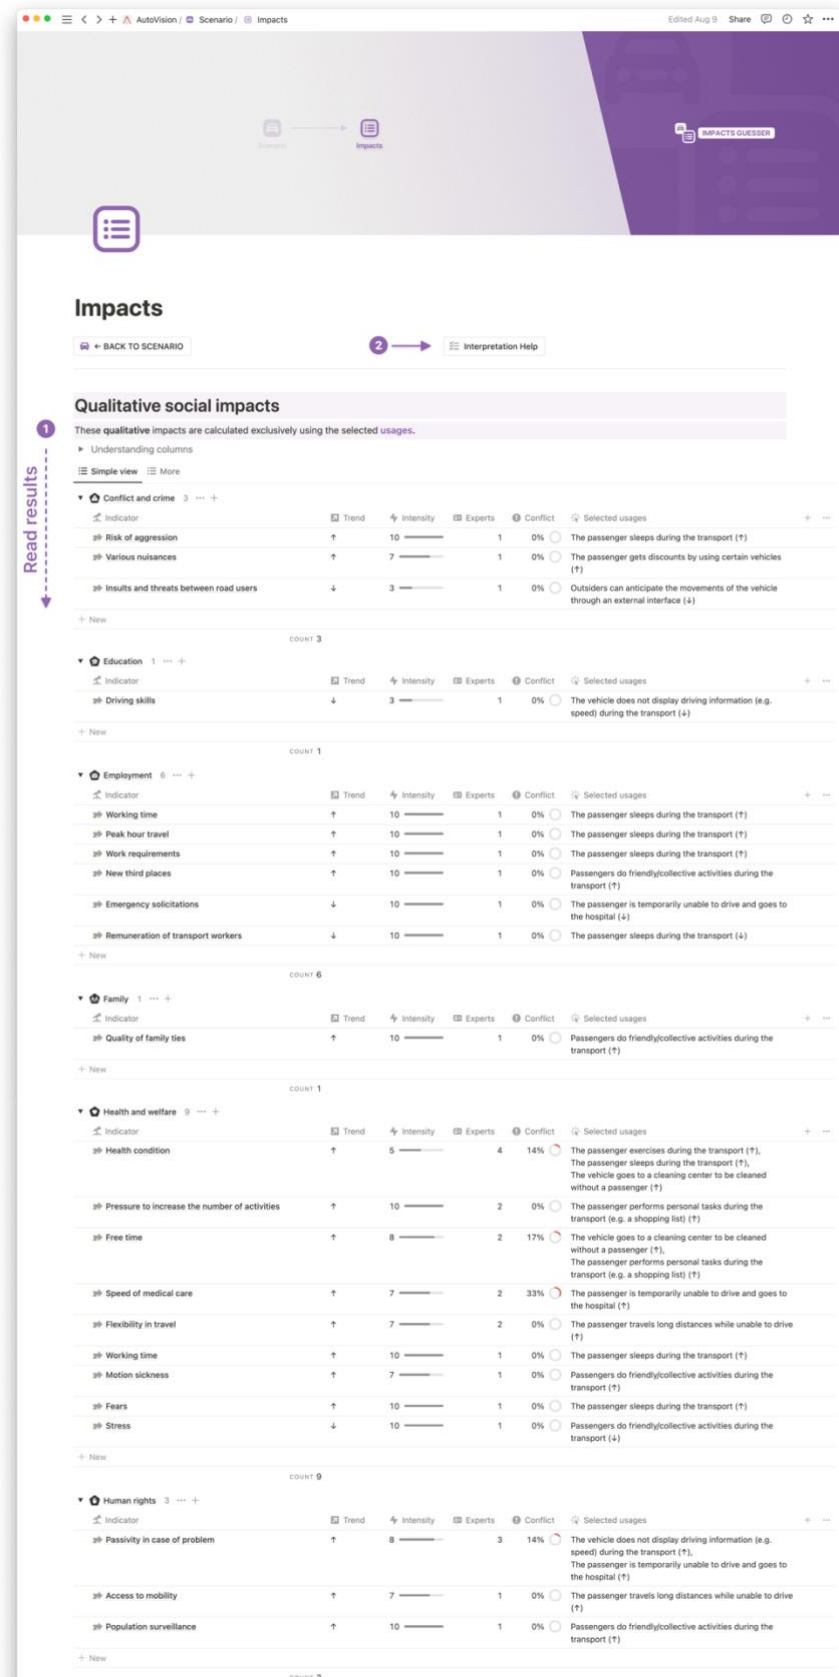 AutoVision / Scenario / Impacts
Edited Aug 9 Share
Scenario
Impacts
IMPACTS GUESSER
Impacts
← BACK TO SCENARIO
2
Interpretation Help
Qualitative social impacts
1
These qualitative impacts are calculated exclusively using the selected usages.
Read results
Understanding columns
Simple view More
Conflict and crime 3
Indicator Trend Intensity Experts Conflict Selected usages
Risk of aggression ↑ 10 1 0% The passenger sleeps during the transport (↑)
Various nuisances ↑ 7 1 0% The passenger gets discounts by using certain vehicles
(↑)
Insults and threats between road users ↓ 3 1 0% Outsiders can anticipate the movements of the vehicle
through an external interface (↓)
+ New
COUNT 3
Education 1
Indicator Trend Intensity Experts Conflict Selected usages
Driving skills ↓ 3 1 0% The vehicle does not display driving information (e.g.
speed) during the transport (↓)
+ New
COUNT 1
Employment 6
Indicator Trend Intensity Experts Conflict Selected usages
Working time ↑ 10 1 0% The passenger sleeps during the transport (↑)
Peak hour travel ↑ 10 1 0% The passenger sleeps during the transport (↑)
Work requirements ↑ 10 1 0% The passenger sleeps during the transport (↑)
New third places ↑ 10 1 0% Passengers do friendly/collective activities during the
transport (↑)
Emergency solicitations ↓ 10 1 0% The passenger is temporarily unable to drive and goes to
the hospital (↓)
Remuneration of transport workers ↓ 10 1 0% The passenger sleeps during the transport (↓)
+ New
COUNT 6
Family 1
Indicator Trend Intensity Experts Conflict Selected usages
Quality of family ties ↑ 10 1 0% Passengers do friendly/collective activities during the
transport (↑)
+ New
COUNT 1
Health and welfare 9
Indicator Trend Intensity Experts Conflict Selected usages
Health condition ↑ 5 4 14% The passenger exercises during the transport (↑),
The passenger sleeps during the transport (↑),
The vehicle goes to a cleaning center to be cleaned
without a passenger (↑)
Pressure to increase the number of activities ↑ 10 2 0% The passenger performs personal tasks during the
transport (e.g. a shopping list) (↑)
Free time ↑ 8 2 17% The vehicle goes to a cleaning center to be cleaned
without a passenger (↑),
The passenger performs personal tasks during the
transport (e.g. a shopping list) (↑)
Speed of medical care ↑ 7 2 33% The passenger is temporarily unable to drive and goes to
the hospital (↑)
Flexibility in travel ↑ 7 2 0% The passenger travels long distances while unable to drive
(↑)
Working time ↑ 10 1 0% The passenger sleeps during the transport (↑)
Motion sickness ↑ 7 1 0% Passengers do friendly/collective activities during the
transport (↑)
Fears ↑ 10 1 0% The passenger sleeps during the transport (↑)
Stress ↓ 10 1 0% Passengers do friendly/collective activities during the
transport (↓)
+ New
COUNT 9
Human rights 3
Indicator Trend Intensity Experts Conflict Selected usages
Passivity in case of problem ↑ 8 3 14% The vehicle does not display driving information (e.g.
speed) during the transport (↑),
The passenger is temporarily unable to drive and goes to
the hospital (↑)
Access to mobility ↑ 7 1 0% The passenger travels long distances while unable to drive
(↑)
Population surveillance ↑ 10 1 0% Passengers do friendly/collective activities during the
transport (↑)
+ New